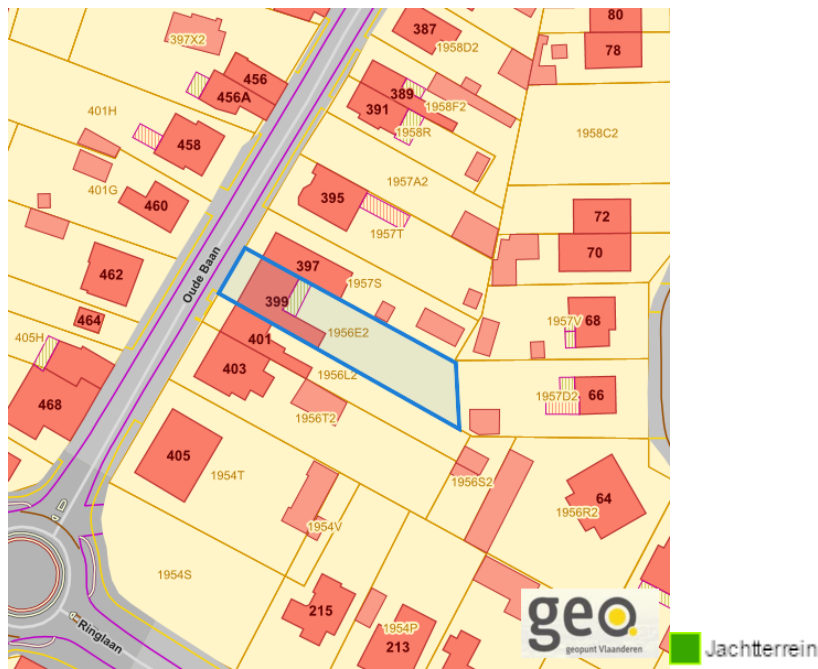 80
387
1958D2
397X2
78
456
456A
389
1958F2
391
401H
1958R
1958C2
458
1957A2
401G
395
460
72
1957T
70
Oude Baan
462
397
1957S
399
464
1957V
68
1956E2
405H
401
403
1956L2
66
1957D2
468
1956T2
405
1954T
1956S2
64
1956R2
1954V
D
1954S
215
1954P
213
Ringlaan
geo.
geopunt Vlaanderen
Jachtterrein